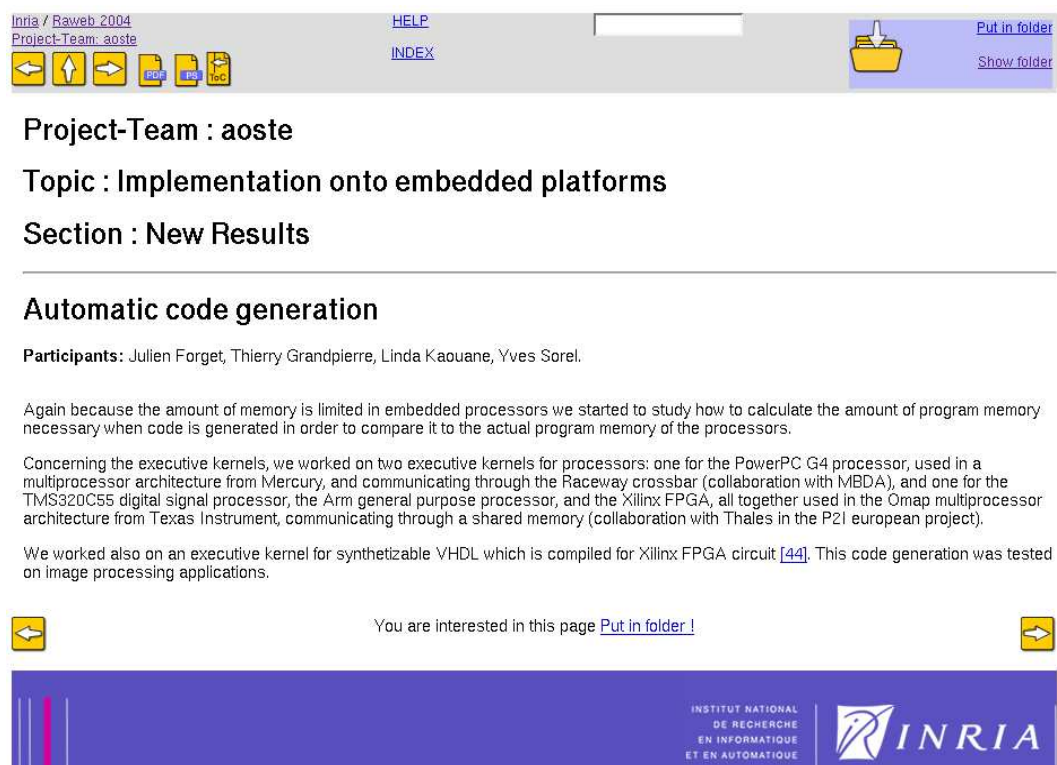 Inria / Raweb 2004
Project-Team: aoste
HELP
INDEX
PDF
PS
ToC
Put in folder
Show folder
Project-Team : aoste
Topic : Implementation onto embedded platforms
Section : New Results
Automatic code generation
Participants: Julien Forget, Thierry Grandpierre, Linda Kaouane, Yves Sorel.
Again because the amount of memory is limited in embedded processors we started to study how to calculate the amount of program memory
necessary when code is generated in order to compare it to the actual program memory of the processors.
Concerning the executive kernels, we worked on two executive kernels for processors: one for the PowerPC G4 processor, used in a
multiprocessor architecture from Mercury, and communicating through the Raceway crossbar (collaboration with MBDA), and one for the
TMS320C55 digital signal processor, the Arm general purpose processor, and the Xilinx FPGA, all together used in the Omap multiprocessor
architecture from Texas Instrument, communicating through a shared memory (collaboration with Thales in the P2I european project).
We worked also on an executive kernel for synthetizable VHDL which is compiled for Xilinx FPGA circuit [44]. This code generation was tested
on image processing applications.
You are interested in this page Put in folder !
INSTITUT NATIONAL
DE RECHERCHE
EN INFORMATIQUE
ET EN AUTOMATIQUE
INRIA